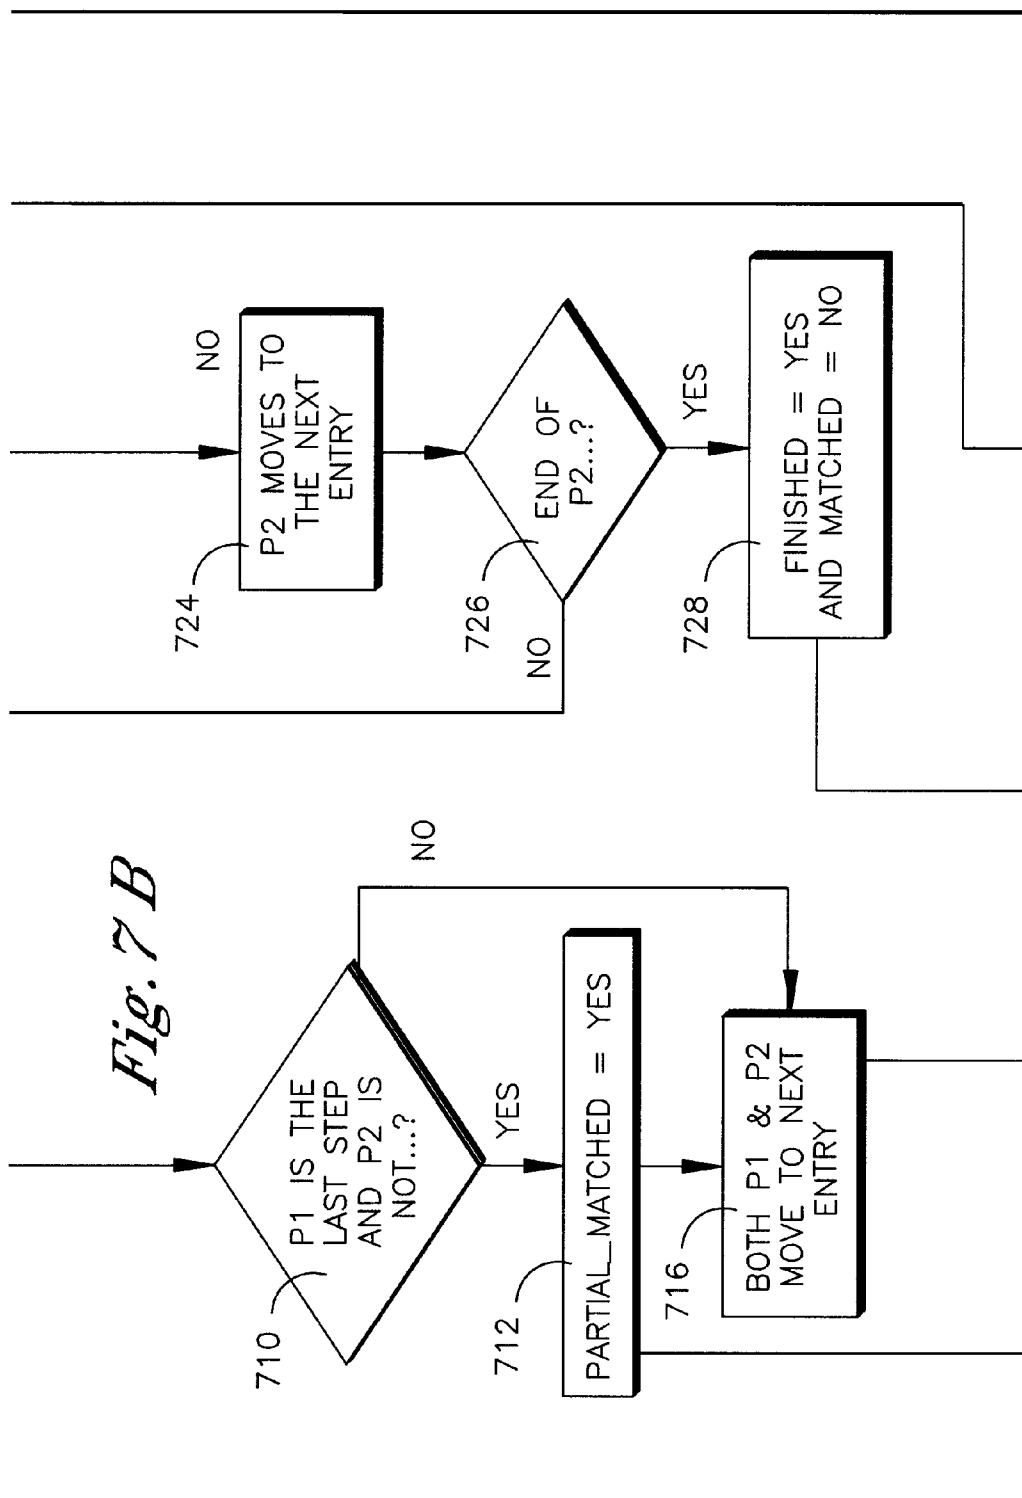 Fig. 7 B
710
P1 IS THE
LAST STEP
AND P2 IS
NOT...?
NO
YES
712
PARTIAL_MATCHED = YES
716
BOTH P1 & P2
MOVE TO NEXT
ENTRY
724
NO
P2 MOVES TO
THE NEXT
ENTRY
726
END OF
P2...?
NO
YES
728
FINISHED = YES
AND MATCHED = NO